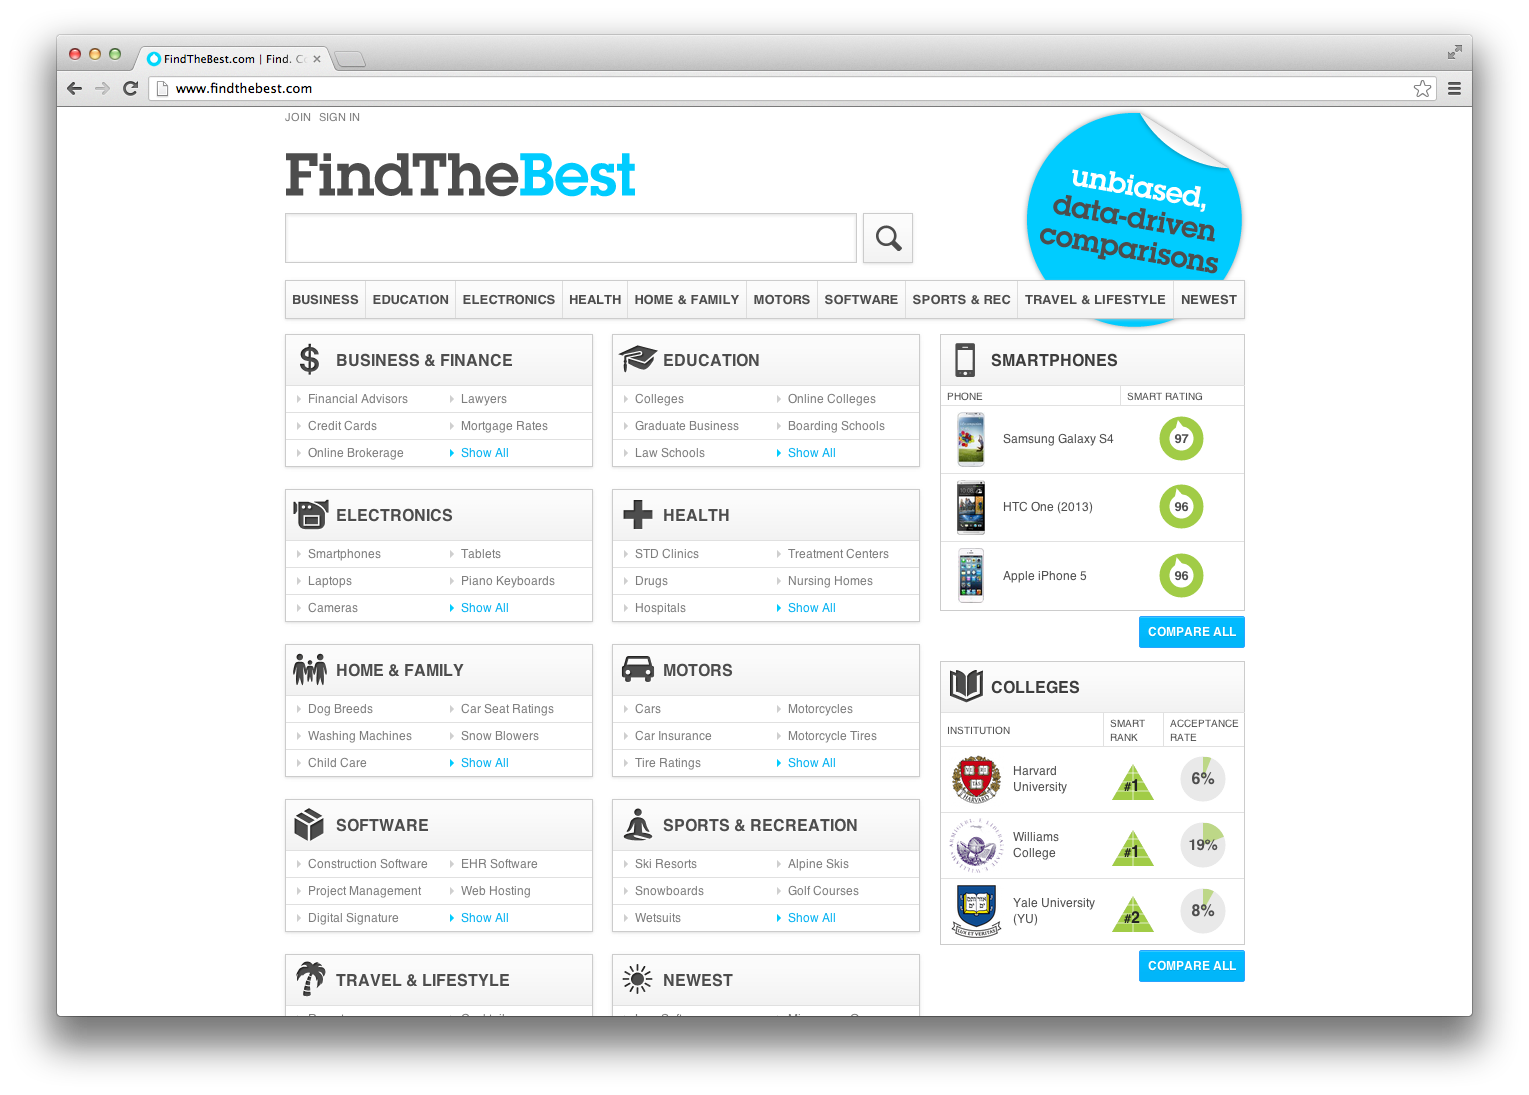 FindTheBest.com | Find. C
www.findthebest.com
JOIN SIGN IN
FindTheBest
unbiased,
data-driven
comparisons
BUSINESS EDUCATION ELECTRONICS HEALTH HOME & FAMILY MOTORS SOFTWARE SPORTS & REC TRAVEL & LIFESTYLE NEWEST
BUSINESS & FINANCE
Financial Advisors Lawyers
Credit Cards Mortgage Rates
Online Brokerage Show All
EDUCATION
Colleges Online Colleges
Graduate Business Boarding Schools
Law Schools Show All
ELECTRONICS
Smartphones Tablets
Laptops Piano Keyboards
Cameras Show All
HEALTH
STD Clinics Treatment Centers
Drugs Nursing Homes
Hospitals Show All
HOME & FAMILY
Dog Breeds Car Seat Ratings
Washing Machines Snow Blowers
Child Care Show All
MOTORS
Cars Motorcycles
Car Insurance Motorcycle Tires
Tire Ratings Show All
SOFTWARE
Construction Software EHR Software
Project Management Web Hosting
Digital Signature Show All
SPORTS & RECREATION
Ski Resorts Alpine Skis
Snowboards Golf Courses
Wetsuits Show All
TRAVEL & LIFESTYLE
NEWEST
SMARTPHONES
PHONE SMART RATING
Samsung Galaxy S4 97
HTC One (2013) 96
Apple iPhone 5 96
COMPARE ALL
COLLEGES
INSTITUTION SMART RANK ACCEPTANCE RATE
Harvard University #1 6%
Williams College #1 19%
Yale University (YU) #2 8%
COMPARE ALL